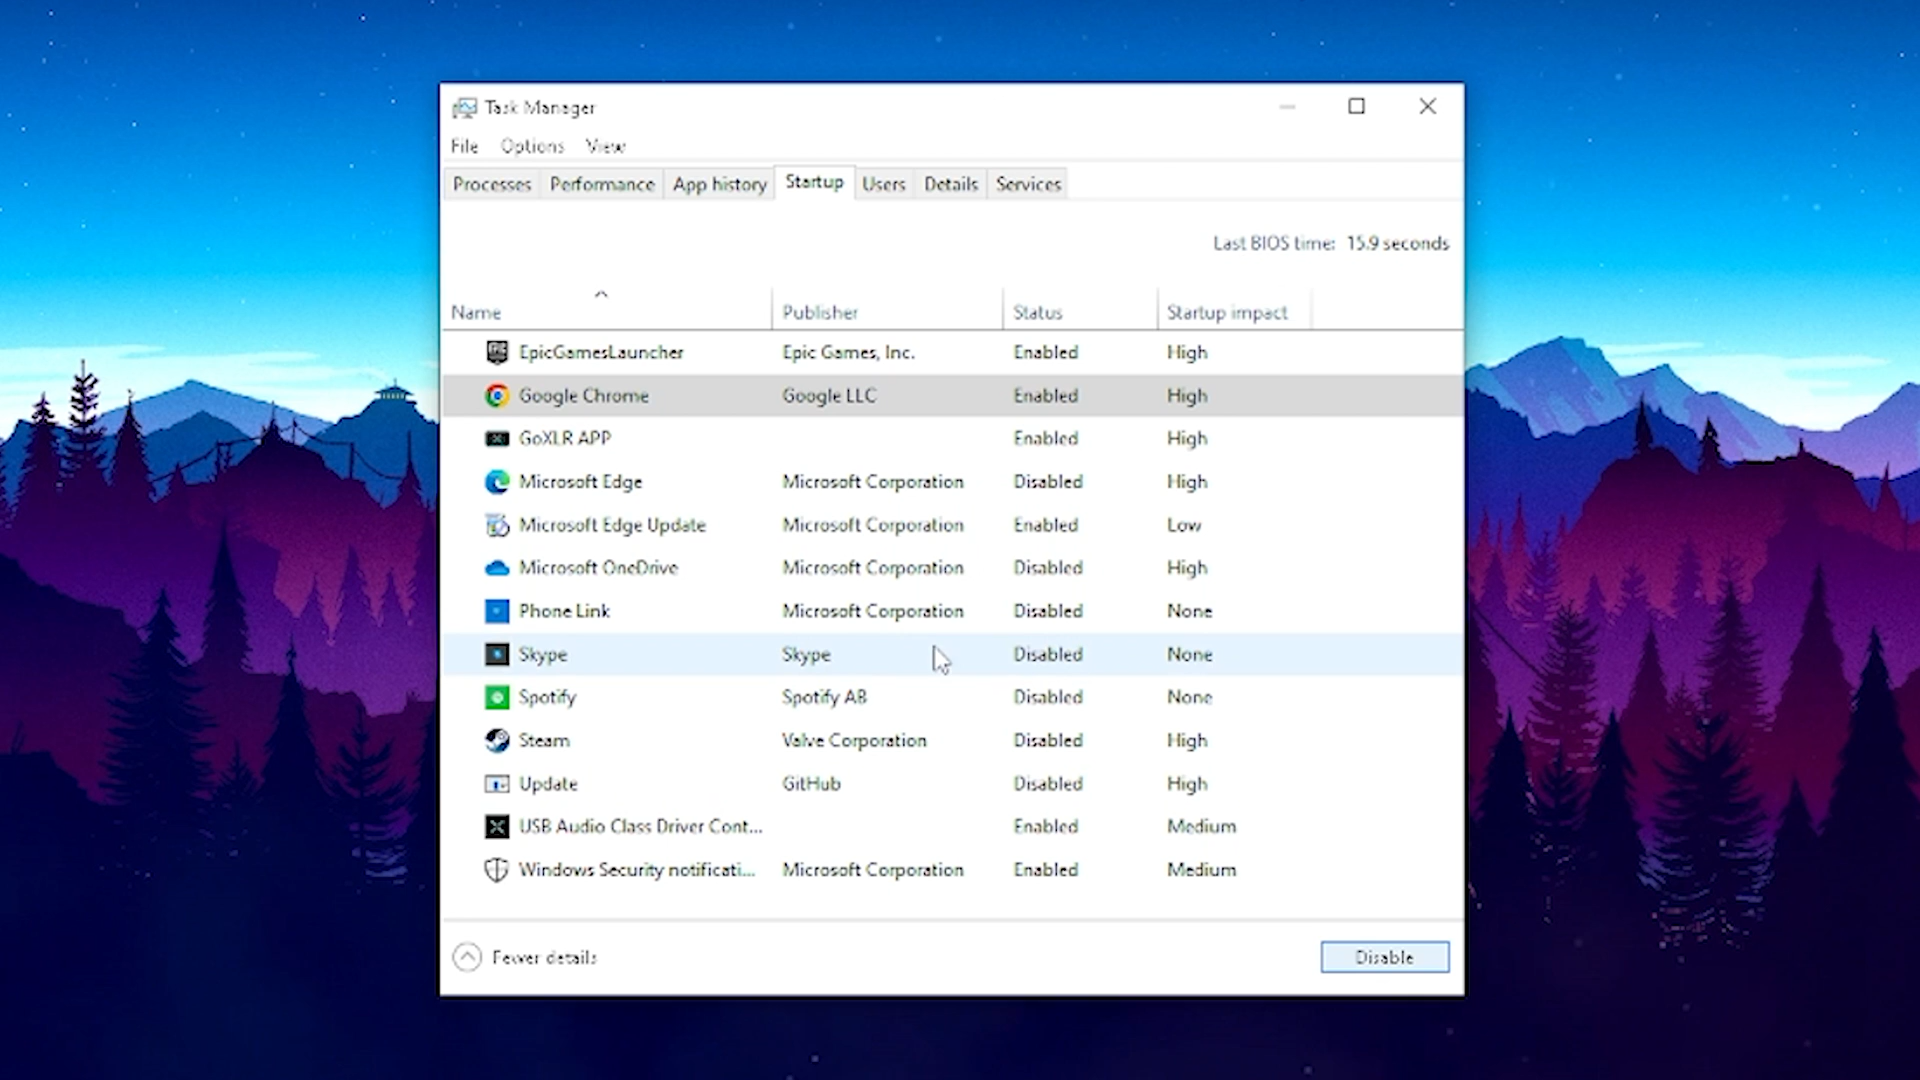 Task Manager
File Options View
Processes Performance App history Startup Users Details Services
Last BIOS time: 15.9 seconds
Name Publisher Status Startup impact
EpicGamesLauncher Epic Games, Inc. Enabled High
Google Chrome Google LLC Enabled High
GoXLR APP Enabled High
Microsoft Edge Microsoft Corporation Disabled High
Microsoft Edge Update Microsoft Corporation Enabled Low
Microsoft OneDrive Microsoft Corporation Disabled High
Phone Link Microsoft Corporation Disabled None
Skype Skype Disabled None
Spotify Spotify AB Disabled None
Steam Valve Corporation Disabled High
Update GitHub Disabled High
USB Audio Class Driver Cont... Enabled Medium
Windows Security notificati... Microsoft Corporation Enabled Medium
Fewer details Disable